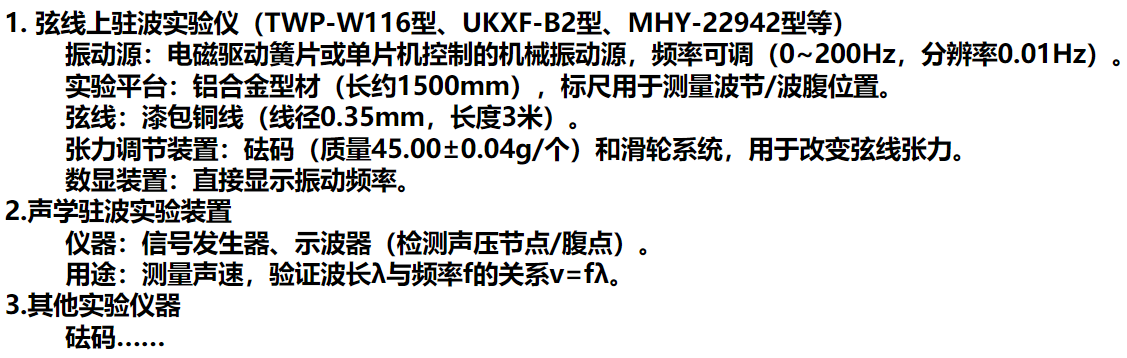 1. 弦线上驻波实验仪（TWP-W116型、UKXF-B2型、MHY-22942型等）
振动源：电磁驱动簧片或单片机控制的机械振动源，频率可调（0~200Hz，分辨率0.01Hz）。
实验平台：铝合金型材（长约1500mm），标尺用于测量波节/波腹位置。
弦线：漆包铜线（线径0.35mm，长度3米）。
张力调节装置：砝码（质量45.00±0.04g/个）和滑轮系统，用于改变弦线张力。
数显装置：直接显示振动频率。
2.声学驻波实验装置
仪器：信号发生器、示波器（检测声压节点/腹点）。
用途：测量声速，验证波长λ与频率f的关系v=fλ。
3.其他实验仪器
砝码……